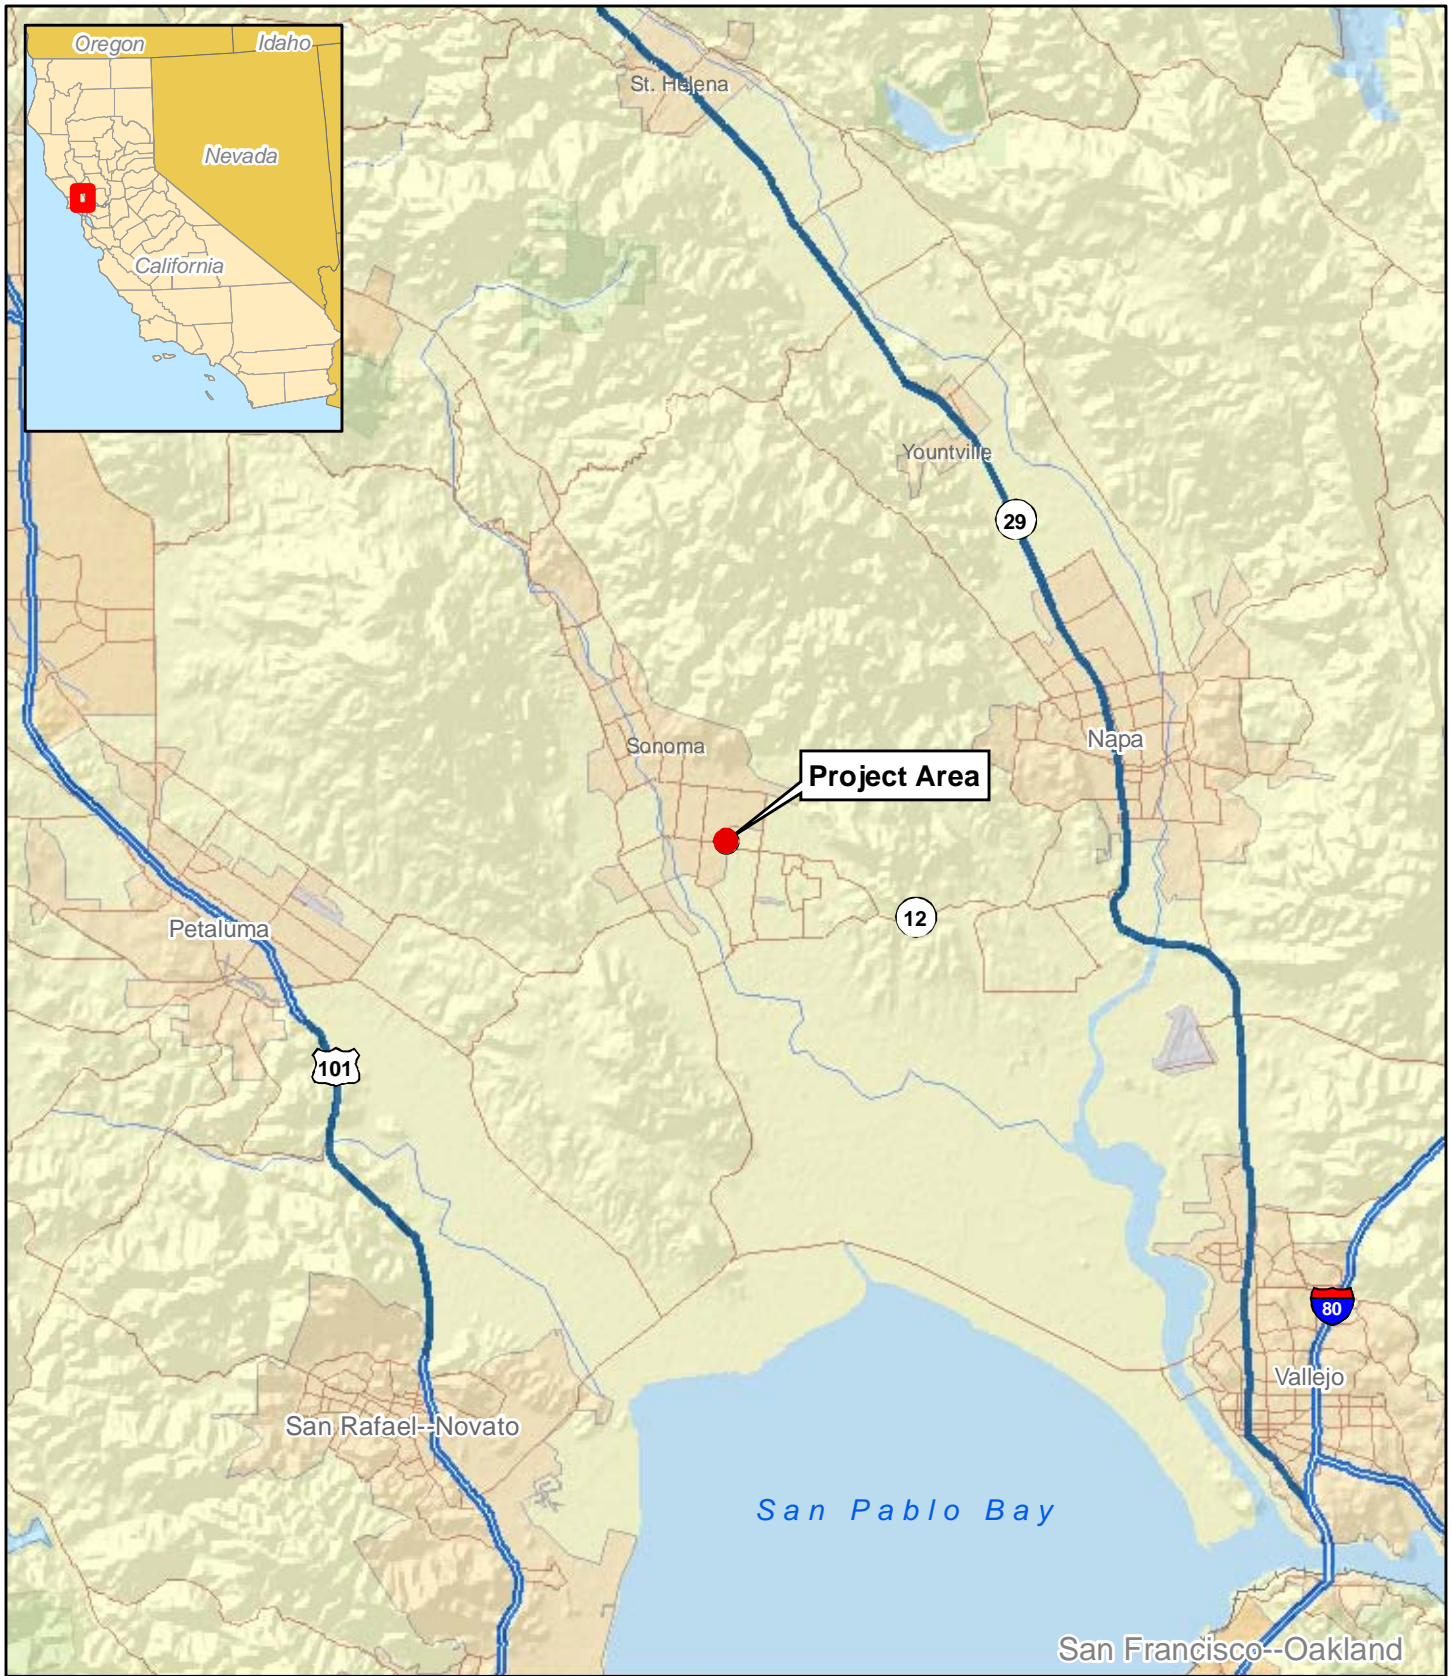 Oregon
Idaho
Nevada
California
St. Helena
Yountville
29
Sonoma
Napa
Project Area
12
Petaluma
101
80
Vallejo
San Rafael--Novato
San Pablo Bay
San Francisco--Oakland